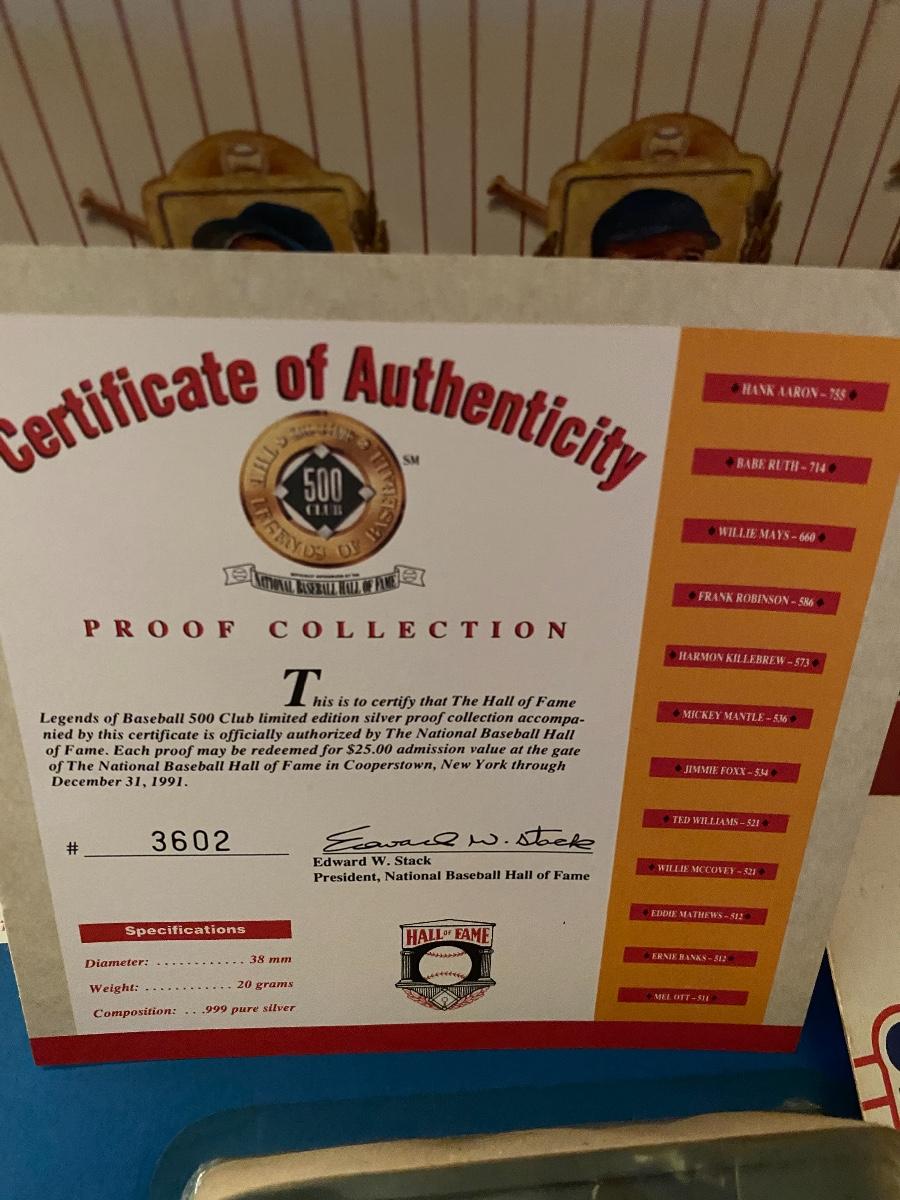 Certificate of Authenticity
500
CLUB
LEGENDS OF BASEBALL
SM
NATIONAL BASEBALL HALL OF FAME
PROOF COLLECTION
This is to certify that The Hall of Fame
Legends of Baseball 500 Club limited edition silver proof collection accompa-
nied by this certificate is officially authorized by The National Baseball Hall
of Fame. Each proof may be redeemed for $25.00 admission value at the gate
of The National Baseball Hall of Fame in Cooperstown, New York through
December 31, 1991.
# 3602
Edward W. Stack
Edward W. Stack
President, National Baseball Hall of Fame
Specifications
Diameter: ............ 38 mm
Weight: ............ 20 grams
Composition: ... .999 pure silver
HALL OF FAME
HANK AARON – 755
BABE RUTH – 714
WILLIE MAYS – 660
FRANK ROBINSON – 586
HARMON KILLEBREW – 573
MICKEY MANTLE – 536
JIMMIE FOXX – 534
TED WILLIAMS – 521
WILLIE MCCOVEY – 521
EDDIE MATHEWS – 512
ERNIE BANKS – 512
MEL OTT – 511